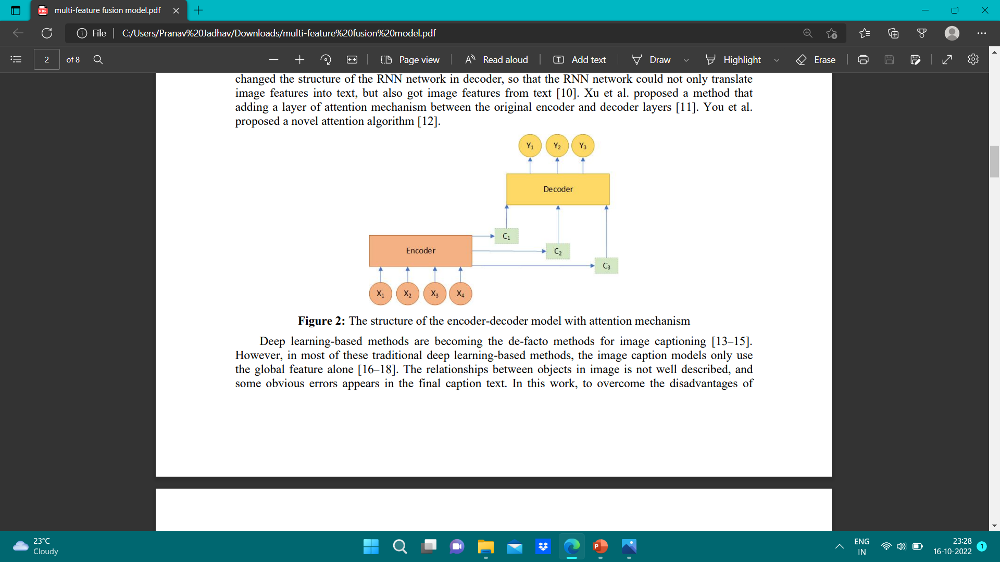 multi-feature fusion model.pdf
File
C:/Users/Pranav%20Jadhav/Downloads/multi-feature%20fusion%20model.pdf
2 of 8
Page view
Read aloud
Add text
Draw
Highlight
Erase
changed the structure of the RNN network in decoder, so that the RNN network could not only translate
image features into text, but also got image features from text [10]. Xu et al. proposed a method that
adding a layer of attention mechanism between the original encoder and decoder layers [11]. You et al.
proposed a novel attention algorithm [12].
Y₁ Y₂ Y₃
Decoder
C₁
Encoder
C₂
C₃
X₁ X₂ X₃ X₄
Figure 2: The structure of the encoder-decoder model with attention mechanism
Deep learning-based methods are becoming the de-facto methods for image captioning [13–15].
However, in most of these traditional deep learning-based methods, the image caption models only use
the global feature alone [16–18]. The relationships between objects in image is not well described, and
some obvious errors appears in the final caption text. In this work, to overcome the disadvantages of
23°C
Cloudy
ENG
IN
23:28
16-10-2022
1